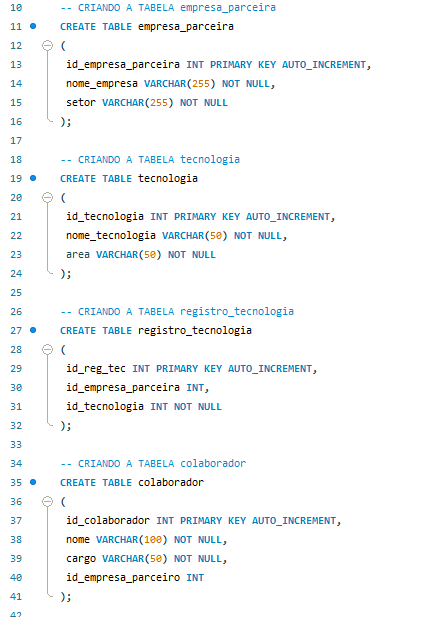 10 -- CRIANDO A TABELA empresa_parceira
11 CREATE TABLE empresa_parceira
12 (
13 id_empresa_parceira INT PRIMARY KEY AUTO_INCREMENT,
14 nome_empresa VARCHAR(255) NOT NULL,
15 setor VARCHAR(255) NOT NULL
16 );
17
18 -- CRIANDO A TABELA tecnologia
19 CREATE TABLE tecnologia
20 (
21 id_tecnologia INT PRIMARY KEY AUTO_INCREMENT,
22 nome_tecnologia VARCHAR(50) NOT NULL,
23 area VARCHAR(50) NOT NULL
24 );
25
26 -- CRIANDO A TABELA registro_tecnologia
27 CREATE TABLE registro_tecnologia
28 (
29 id_reg_tec INT PRIMARY KEY AUTO_INCREMENT,
30 id_empresa_parceira INT,
31 id_tecnologia INT NOT NULL
32 );
33
34 -- CRIANDO A TABELA colaborador
35 CREATE TABLE colaborador
36 (
37 id_colaborador INT PRIMARY KEY AUTO_INCREMENT,
38 nome VARCHAR(100) NOT NULL,
39 cargo VARCHAR(50) NOT NULL,
40 id_empresa_parceiro INT
41 );
42